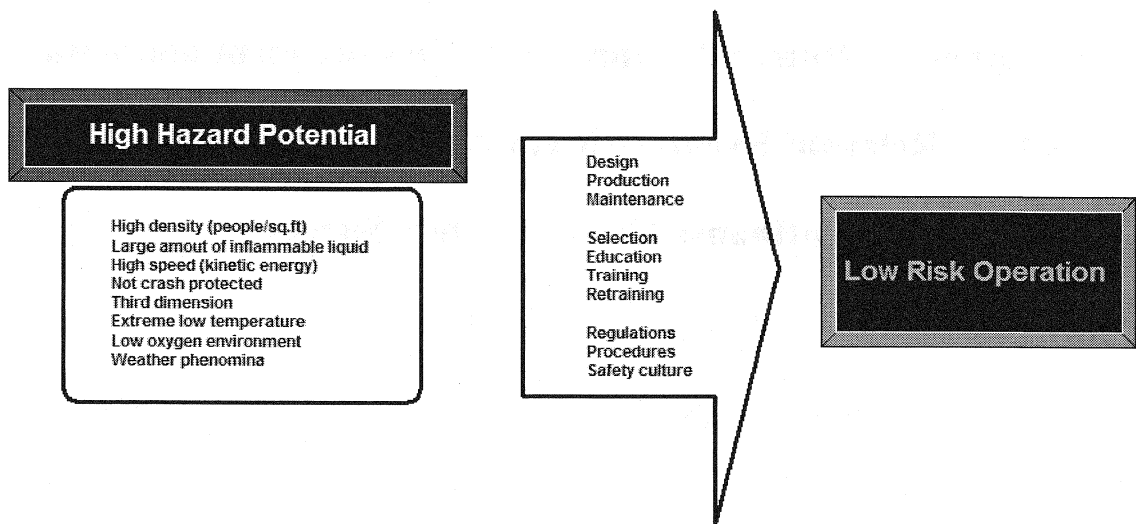 High Hazard Potential
High density (people/sq.ft)
Large amout of inflammable liquid
High speed (kinetic energy)
Not crash protected
Third dimension
Extreme low temperature
Low oxygen environment
Weather phenomina
Design
Production
Maintenance
Selection
Education
Training
Retraining
Regulations
Procedures
Safety culture
Low Risk Operation